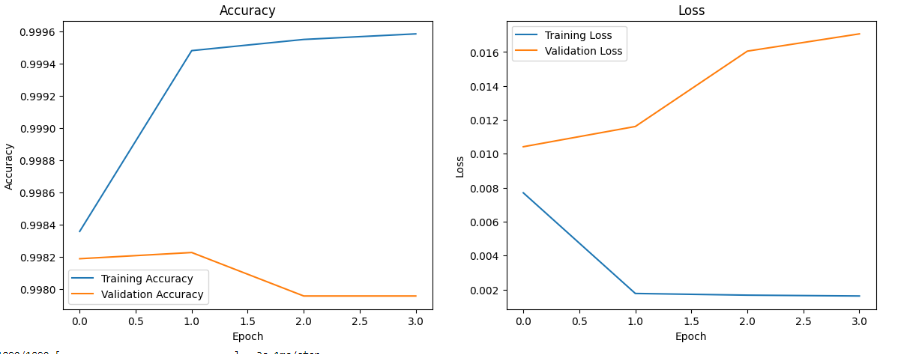 Accuracy
0.9996
0.9994
0.9992
0.9990
0.9988
0.9986
0.9984
0.9982
0.9980
Accuracy
Training Accuracy
Validation Accuracy
0.0 0.5 1.0 1.5 2.0 2.5 3.0
Epoch
Loss
0.016
0.014
0.012
0.010
0.008
0.006
0.004
0.002
Loss
Training Loss
Validation Loss
0.0 0.5 1.0 1.5 2.0 2.5 3.0
Epoch